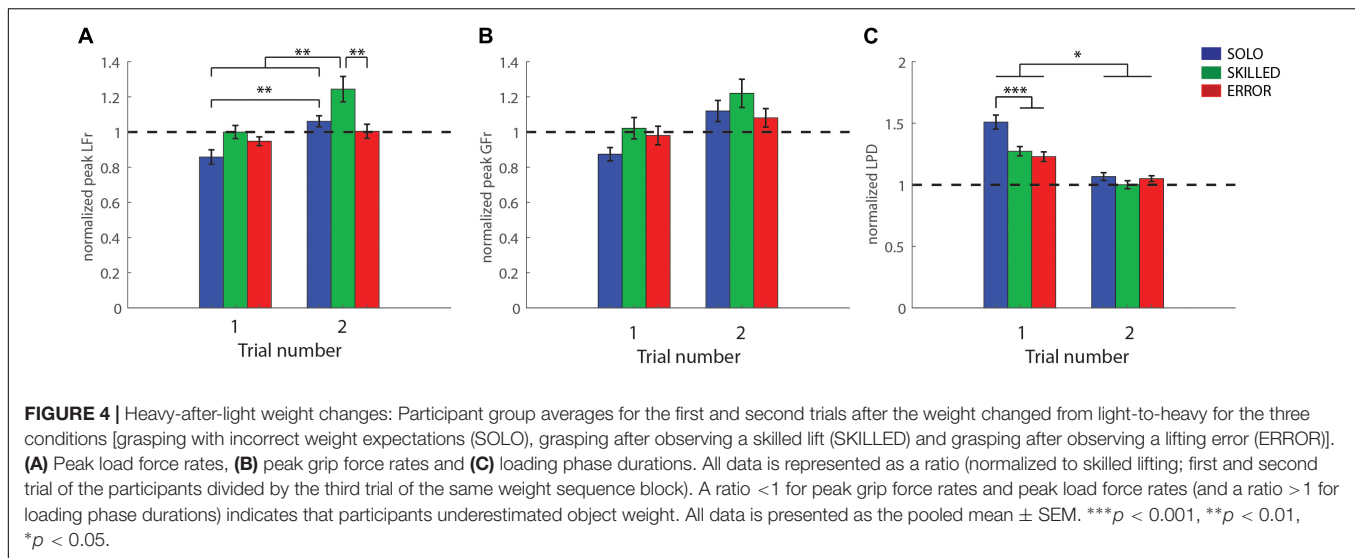 A
B
C
** **
**
*
***
SOLO
SKILLED
ERROR
normalized peak LFr
1.4
1.2
1
0.8
0.6
0.4
0.2
0
1 2
Trial number
normalized peak GFr
1.4
1.2
1
0.8
0.6
0.4
0.2
0
1 2
Trial number
normalized LPD
2
1.5
1
0.5
0
1 2
Trial number
FIGURE 4 | Heavy-after-light weight changes: Participant group averages for the first and second trials after the weight changed from light-to-heavy for the three
conditions [grasping with incorrect weight expectations (SOLO), grasping after observing a skilled lift (SKILLED) and grasping after observing a lifting error (ERROR)].
(A) Peak load force rates, (B) peak grip force rates and (C) loading phase durations. All data is represented as a ratio (normalized to skilled lifting; first and second
trial of the participants divided by the third trial of the same weight sequence block). A ratio <1 for peak grip force rates and peak load force rates (and a ratio >1 for
loading phase durations) indicates that participants underestimated object weight. All data is presented as the pooled mean ± SEM. ***p < 0.001, **p < 0.01,
*p < 0.05.